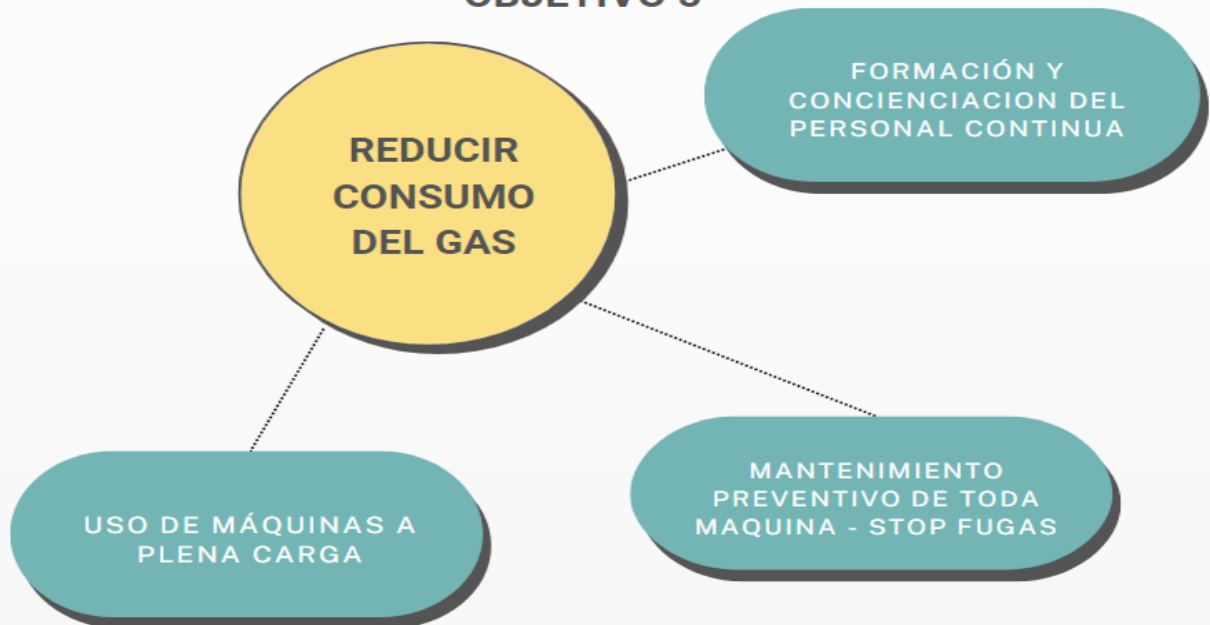 REDUCIR
CONSUMO
DEL GAS
FORMACIÓN Y
CONCIENCIACION DEL
PERSONAL CONTINUA
MANTENIMIENTO
PREVENTIVO DE TODA
MAQUINA - STOP FUGAS
USO DE MÁQUINAS A
PLENA CARGA